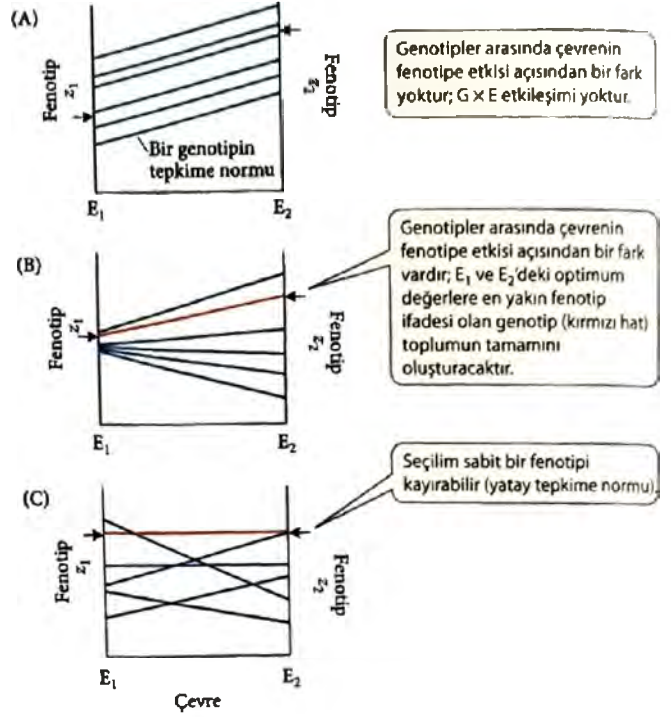 (A)
Fenotip
z₁
Fenotip
z₂
Bir genotipin
tepkime normu
E₁
E₂
Genotipler arasında çevrenin
fenotipe etkisi açısından bir fark
yoktur; G × E etkileşimi yoktur.
(B)
Fenotip
z₁
Fenotip
z₂
E₁
E₂
Genotipler arasında çevrenin
fenotipe etkisi açısından bir fark
vardır; E₁ ve E₂'deki optimum
değerlere en yakın fenotip
ifadesi olan genotip (kırmızı hat)
toplumun tamamını
oluşturacaktır.
(C)
Fenotip
z₁
Fenotip
z₂
E₁
E₂
Çevre
Seçilim sabit bir fenotipi
kayırabilir (yatay tepkime normu).